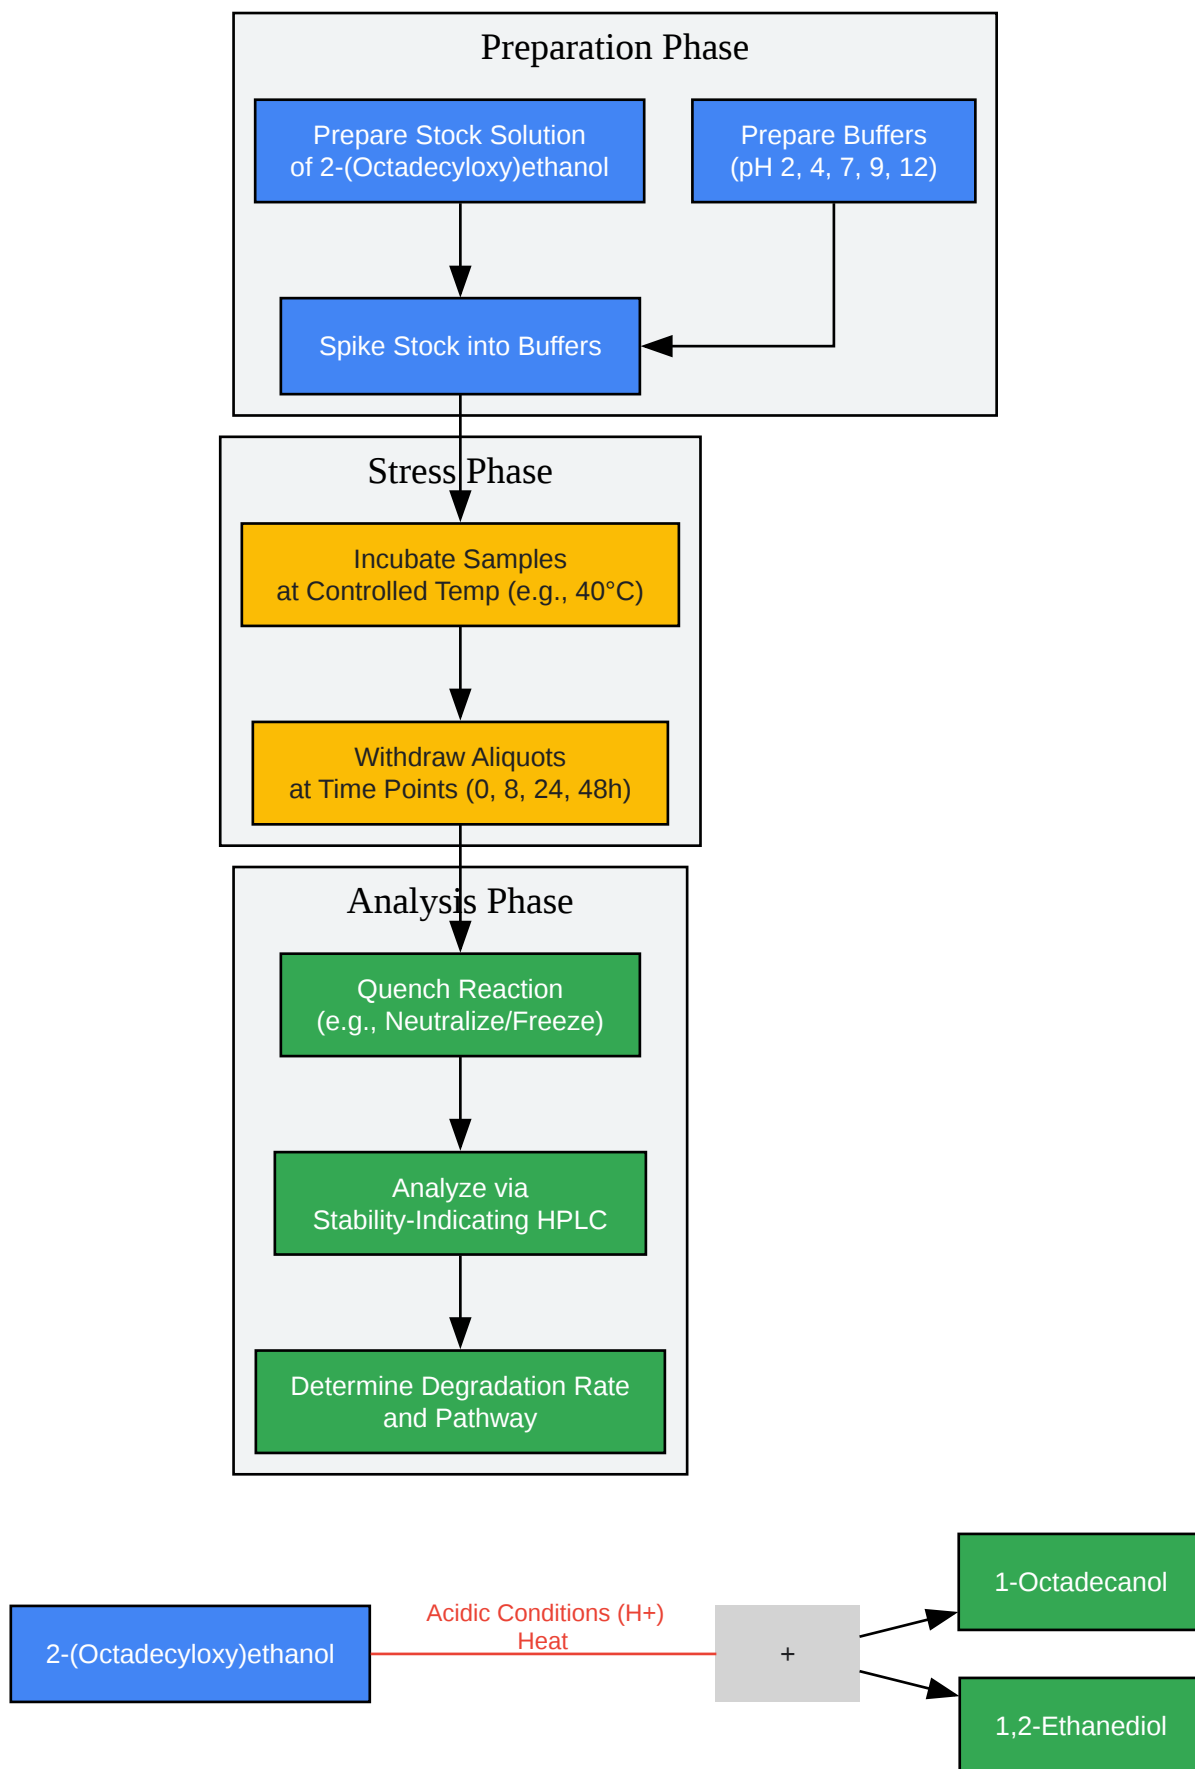 Preparation Phase
Prepare Stock Solution
of 2-(Octadecyloxy)ethanol
Prepare Buffers
(pH 2, 4, 7, 9, 12)
Spike Stock into Buffers
Stress Phase
Incubate Samples
at Controlled Temp (e.g., 40°C)
Withdraw Aliquots
at Time Points (0, 8, 24, 48h)
Analysis Phase
Quench Reaction
(e.g., Neutralize/Freeze)
Analyze via
Stability-Indicating HPLC
Determine Degradation Rate
and Pathway
2-(Octadecyloxy)ethanol
Acidic Conditions (H+)
Heat
+
1-Octadecanol
1,2-Ethanediol